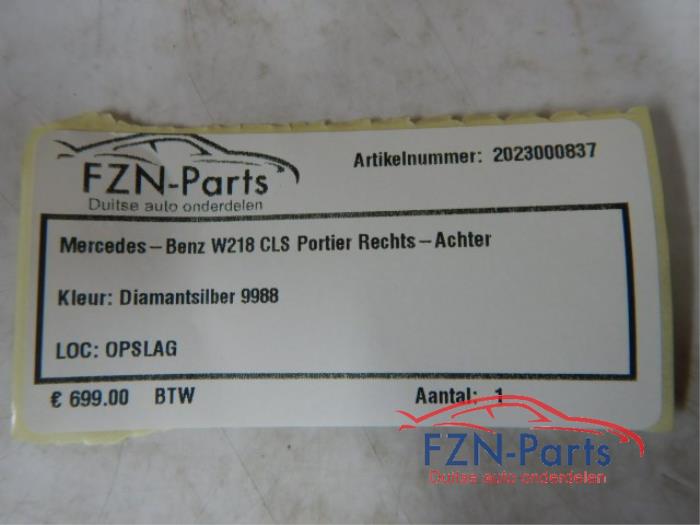 FZN-Parts
Duitse auto onderdelen
Artikelnummer: 2023000837
Mercedes-Benz W218 CLS Portier Rechts-Achter
Kleur: Diamantsilber 9988
LOC: OPSLAG
€ 699.00 BTW Aantal: 1
FZN-Parts
Duitse auto onderdelen